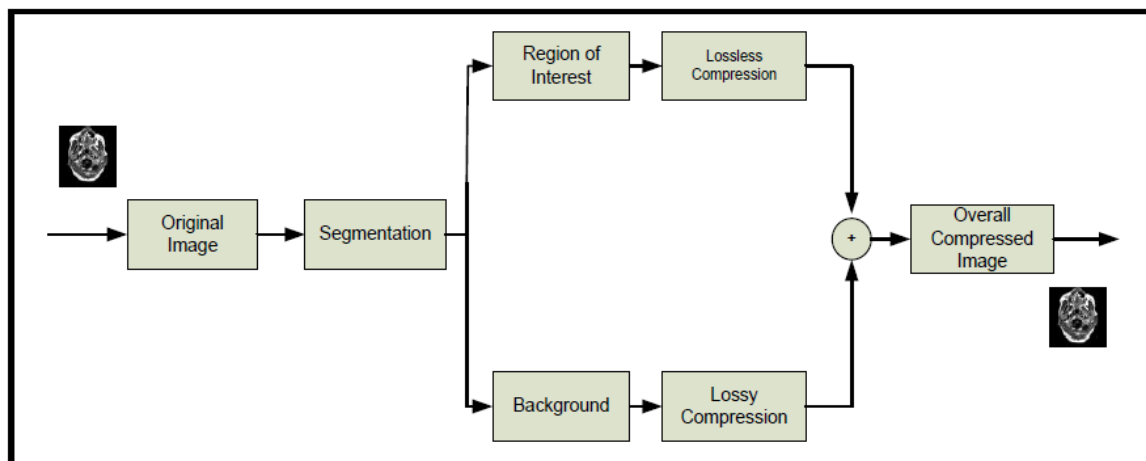 Region of
Interest
Lossless
Compression
Original
Image
Segmentation
+
Overall
Compressed
Image
Background
Lossy
Compression